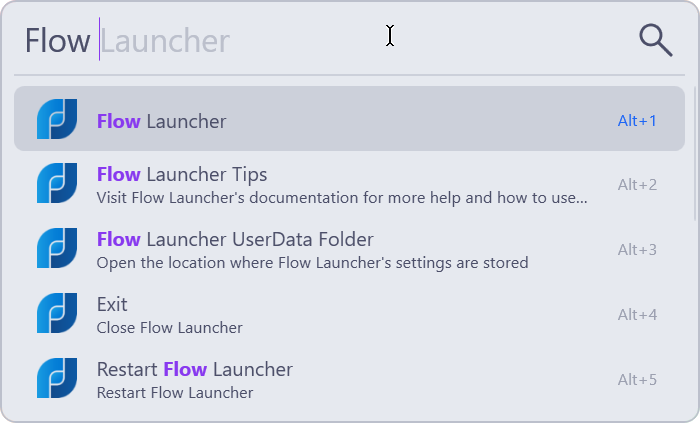 Flow Launcher
Flow Launcher Alt+1
Flow Launcher Tips Alt+2
Visit Flow Launcher's documentation for more help and how to use...
Flow Launcher UserData Folder Alt+3
Open the location where Flow Launcher's settings are stored
Exit Alt+4
Close Flow Launcher
Restart Flow Launcher Alt+5
Restart Flow Launcher